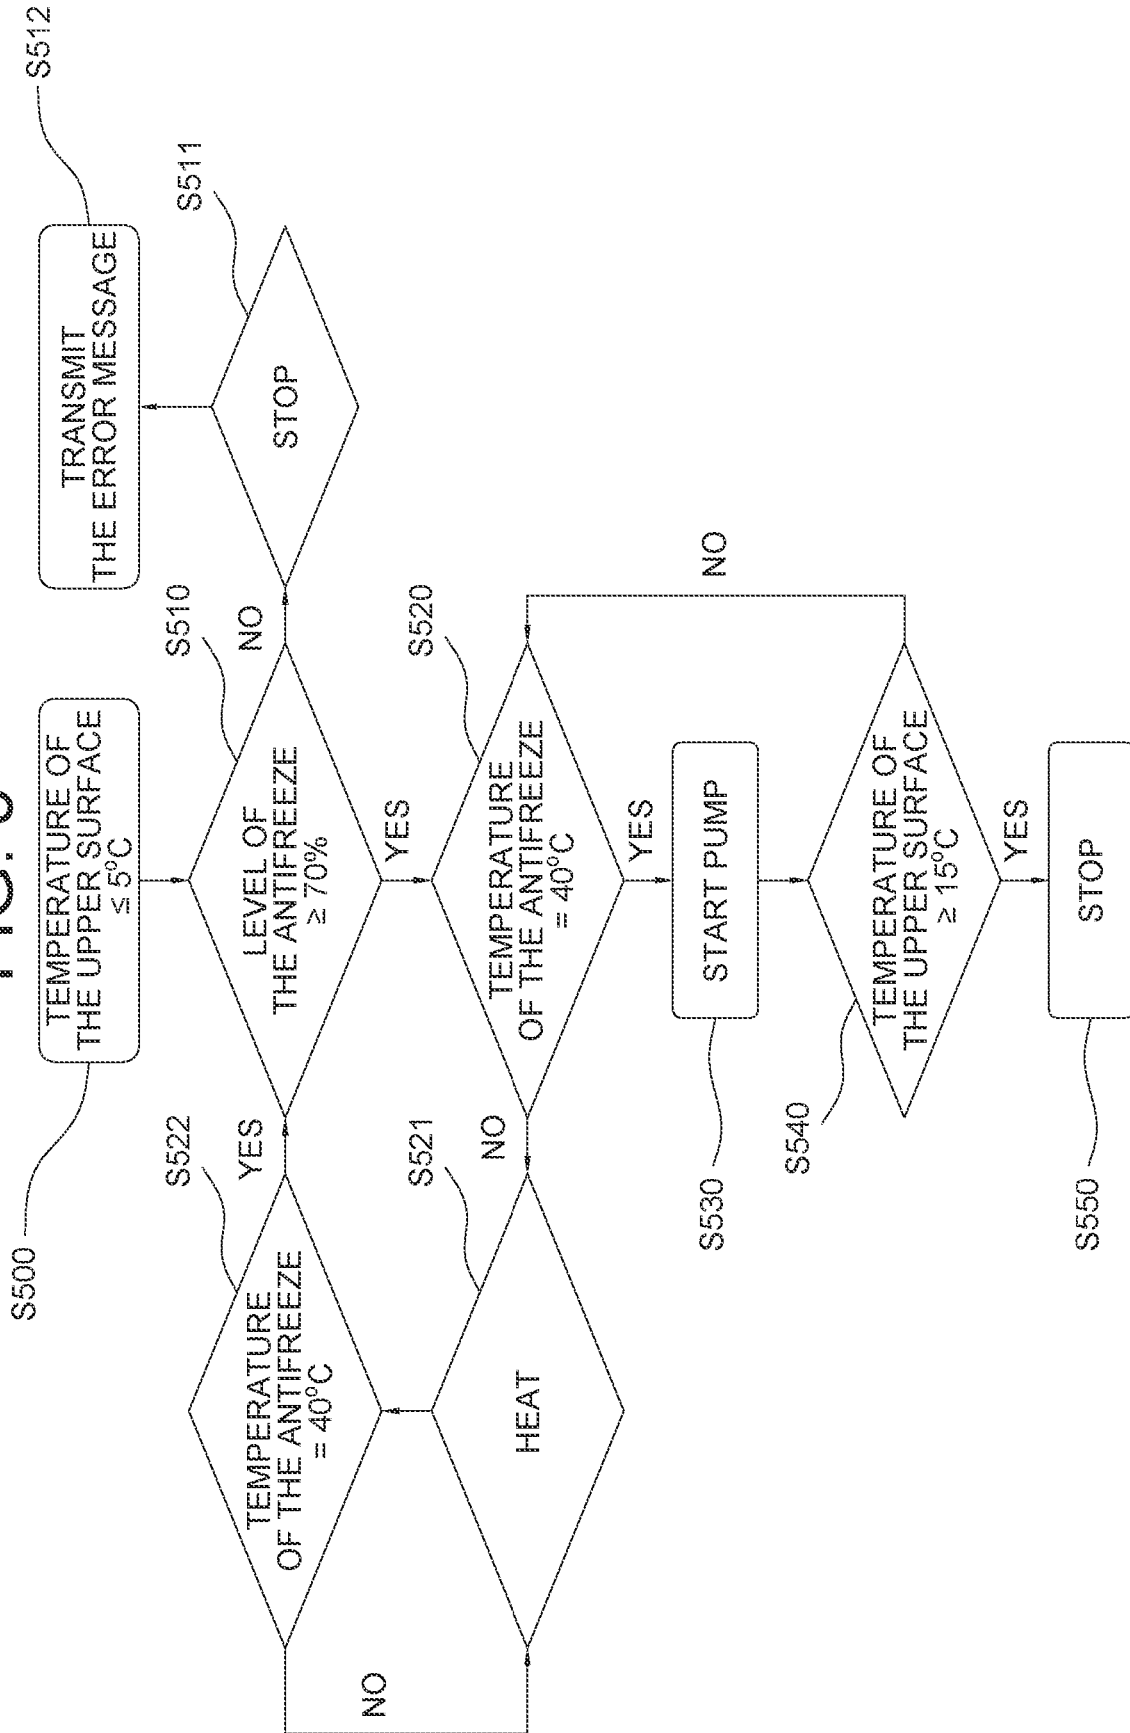 FIG.
S500
TEMPERATURE OF
THE UPPER SURFACE
≤ 5°C
TRANSMIT
THE ERROR MESSAGE
S512
S522
TEMPERATURE
OF THE ANTIFREEZE
= 40°C
YES
S510
LEVEL OF
THE ANTIFREEZE
≥ 70%
NO
S511
STOP
NO
YES
S521
HEAT
NO
S520
TEMPERATURE
OF THE ANTIFREEZE
= 40°C
YES
S530
START PUMP
NO
S540
TEMPERATURE OF
THE UPPER SURFACE
≥ 15°C
YES
S550
STOP